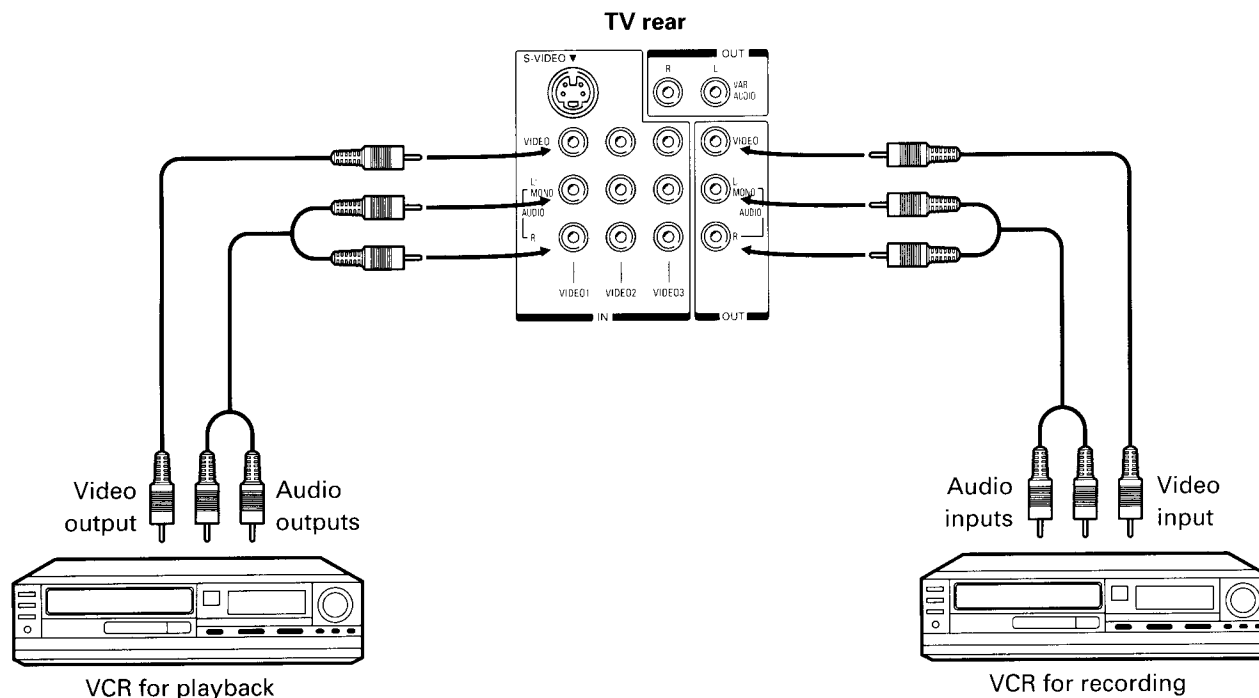 TV rear
S-VIDEO ▼
OUT
R L
VAR AUDIO
VIDEO
L/ MONO
AUDIO
R
VIDEO1 VIDEO2 VIDEO3
IN
VIDEO
L/ MONO
AUDIO
R
OUT
Video output
Audio outputs
VCR for playback
Audio inputs
Video input
VCR for recording